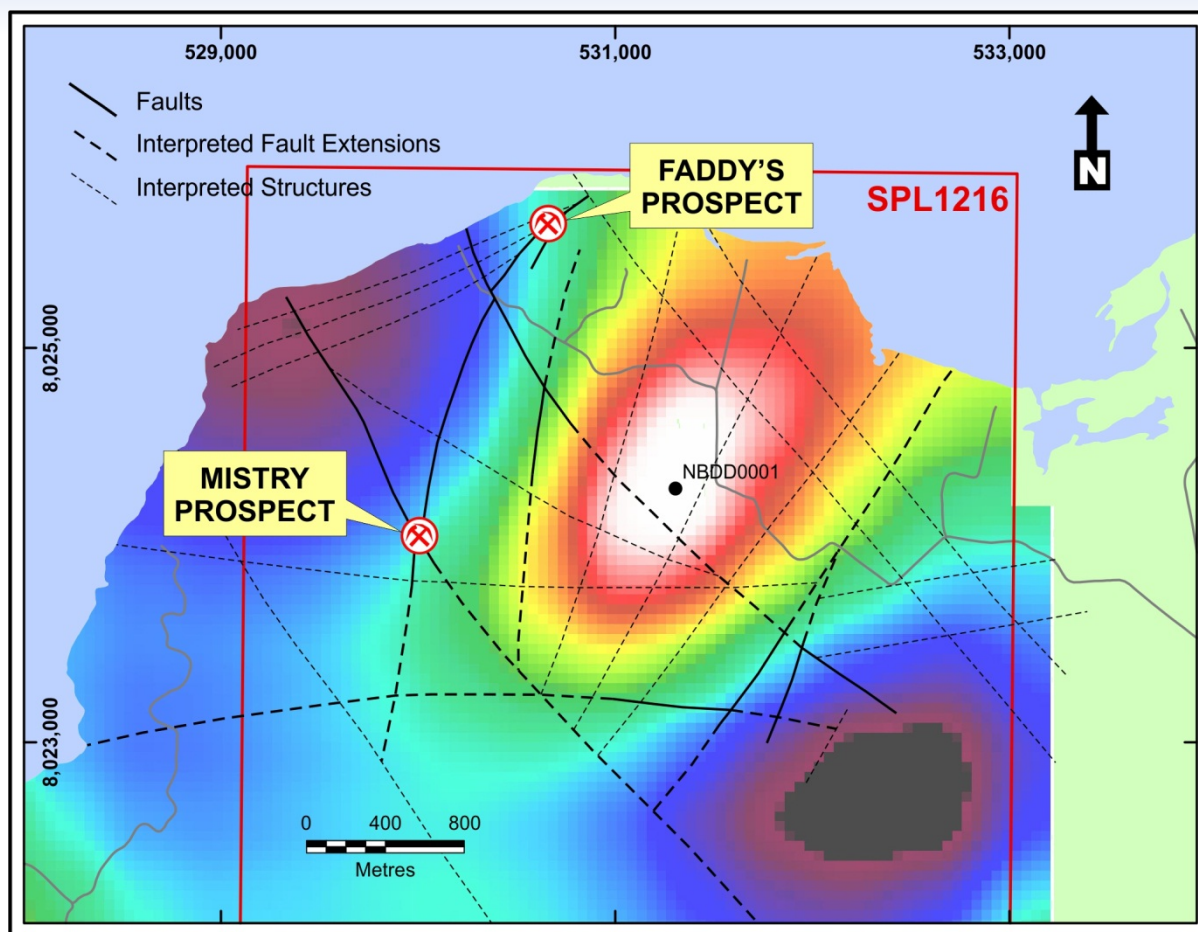 529,000
531,000
533,000
Faults
Interpreted Fault Extensions
Interpreted Structures
FADDY'S
PROSPECT
SPL1216
N
8,025,000
MISTRY
PROSPECT
NBDD0001
8,023,000
0
400
800
Metres